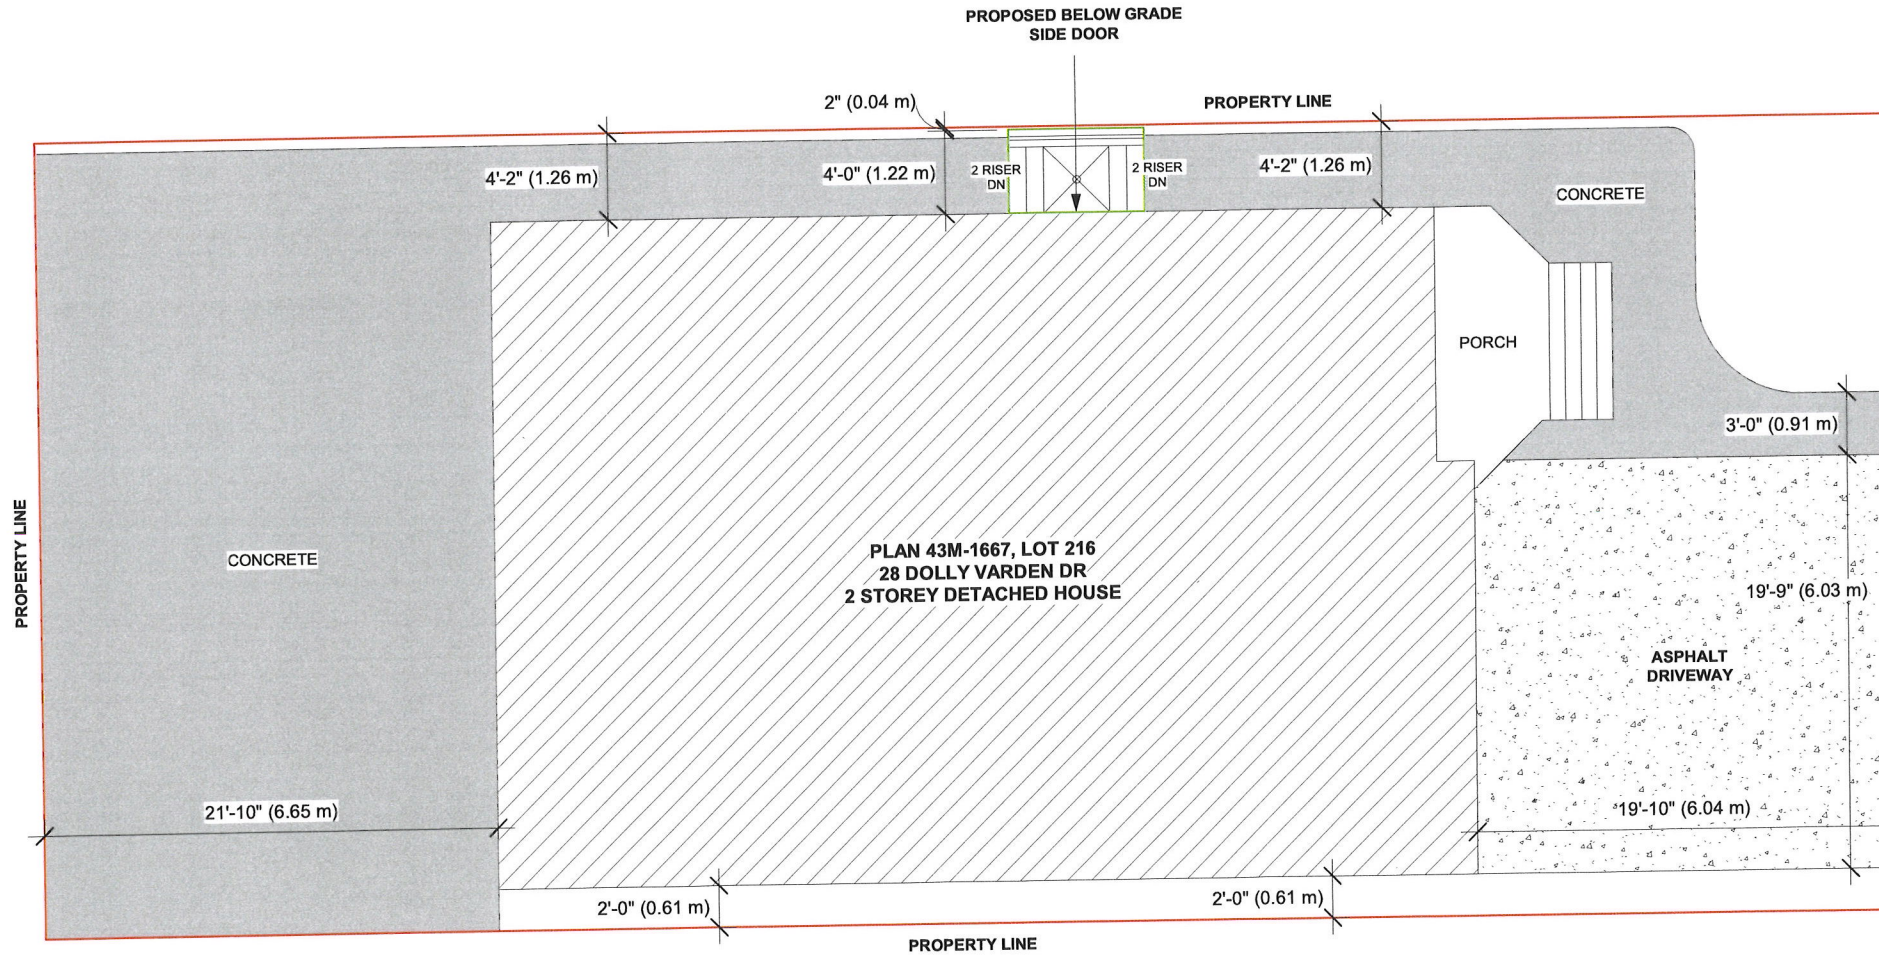 PROPOSED BELOW GRADE
SIDE DOOR
2" (0.04 m)
PROPERTY LINE
4'-2" (1.26 m)
4'-0" (1.22 m)
2 RISER
DN
2 RISER
DN
4'-2" (1.26 m)
CONCRETE
PORCH
3'-0" (0.91 m)
PROPERTY LINE
CONCRETE
PLAN 43M-1667, LOT 216
28 DOLLY VARDEN DR
2 STOREY DETACHED HOUSE
19'-9" (6.03 m)
ASPHALT
DRIVEWAY
21'-10" (6.65 m)
19'-10" (6.04 m)
2'-0" (0.61 m)
2'-0" (0.61 m)
PROPERTY LINE